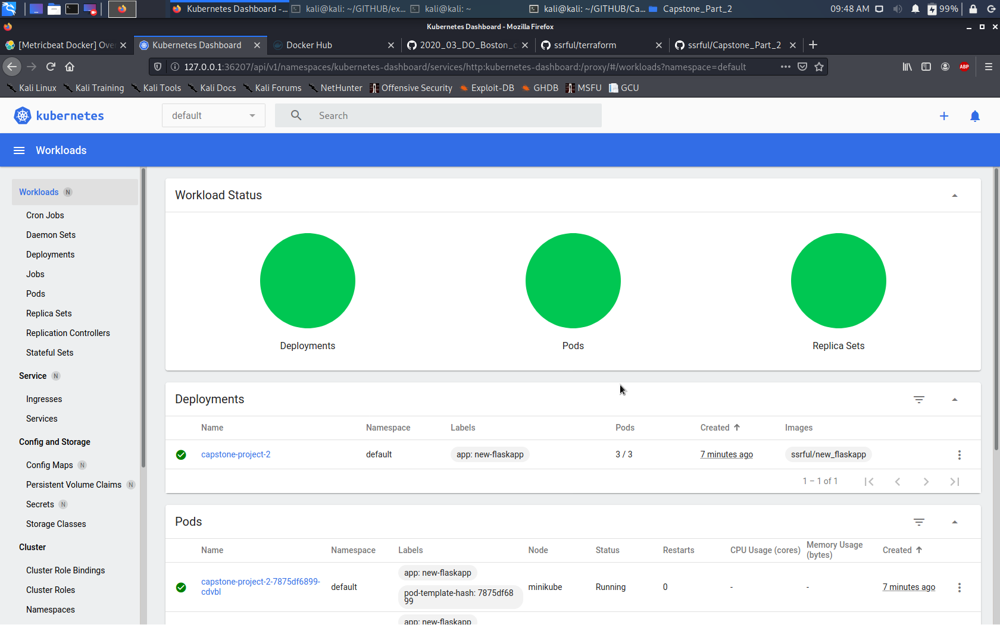 Kubernetes Dashboard -...
kali@kali: ~/GITHUB/ex...
kali@kali: ~
kali@kali: ~/GITHUB/Ca...
Capstone_Part_2
09:48 AM
99%
Kubernetes Dashboard - Mozilla Firefox
[Metricbeat Docker] Ove
Kubernetes Dashboard
Docker Hub
2020_03_DO_Boston_c
ssrful/terraform
ssrful/Capstone_Part_2
127.0.0.1:36207/api/v1/namespaces/kubernetes-dashboard/services/http:kubernetes-dashboard:/proxy/#/workloads?namespace=default
ABP
Kali Linux
Kali Training
Kali Tools
Kali Docs
Kali Forums
NetHunter
Offensive Security
Exploit-DB
GHDB
MSFU
GCU
kubernetes
default
Search
Workloads
Workloads N
Cron Jobs
Daemon Sets
Deployments
Jobs
Pods
Replica Sets
Replication Controllers
Stateful Sets
Service N
Ingresses
Services
Config and Storage
Config Maps N
Persistent Volume Claims N
Secrets N
Storage Classes
Cluster
Cluster Role Bindings
Cluster Roles
Namespaces
Workload Status
Deployments
Pods
Replica Sets
Deployments
Name Namespace Labels Pods Created Images
capstone-project-2 default app: new-flaskapp 3 / 3 7 minutes ago ssrful/new_flaskapp
1 – 1 of 1
Pods
Name Namespace Labels Node Status Restarts CPU Usage (cores) Memory Usage (bytes) Created
capstone-project-2-7875df6899-
cdvbl
default
app: new-flaskapp
pod-template-hash: 7875df68
99
minikube
Running
0
-
-
7 minutes ago
app: new-flaskapp